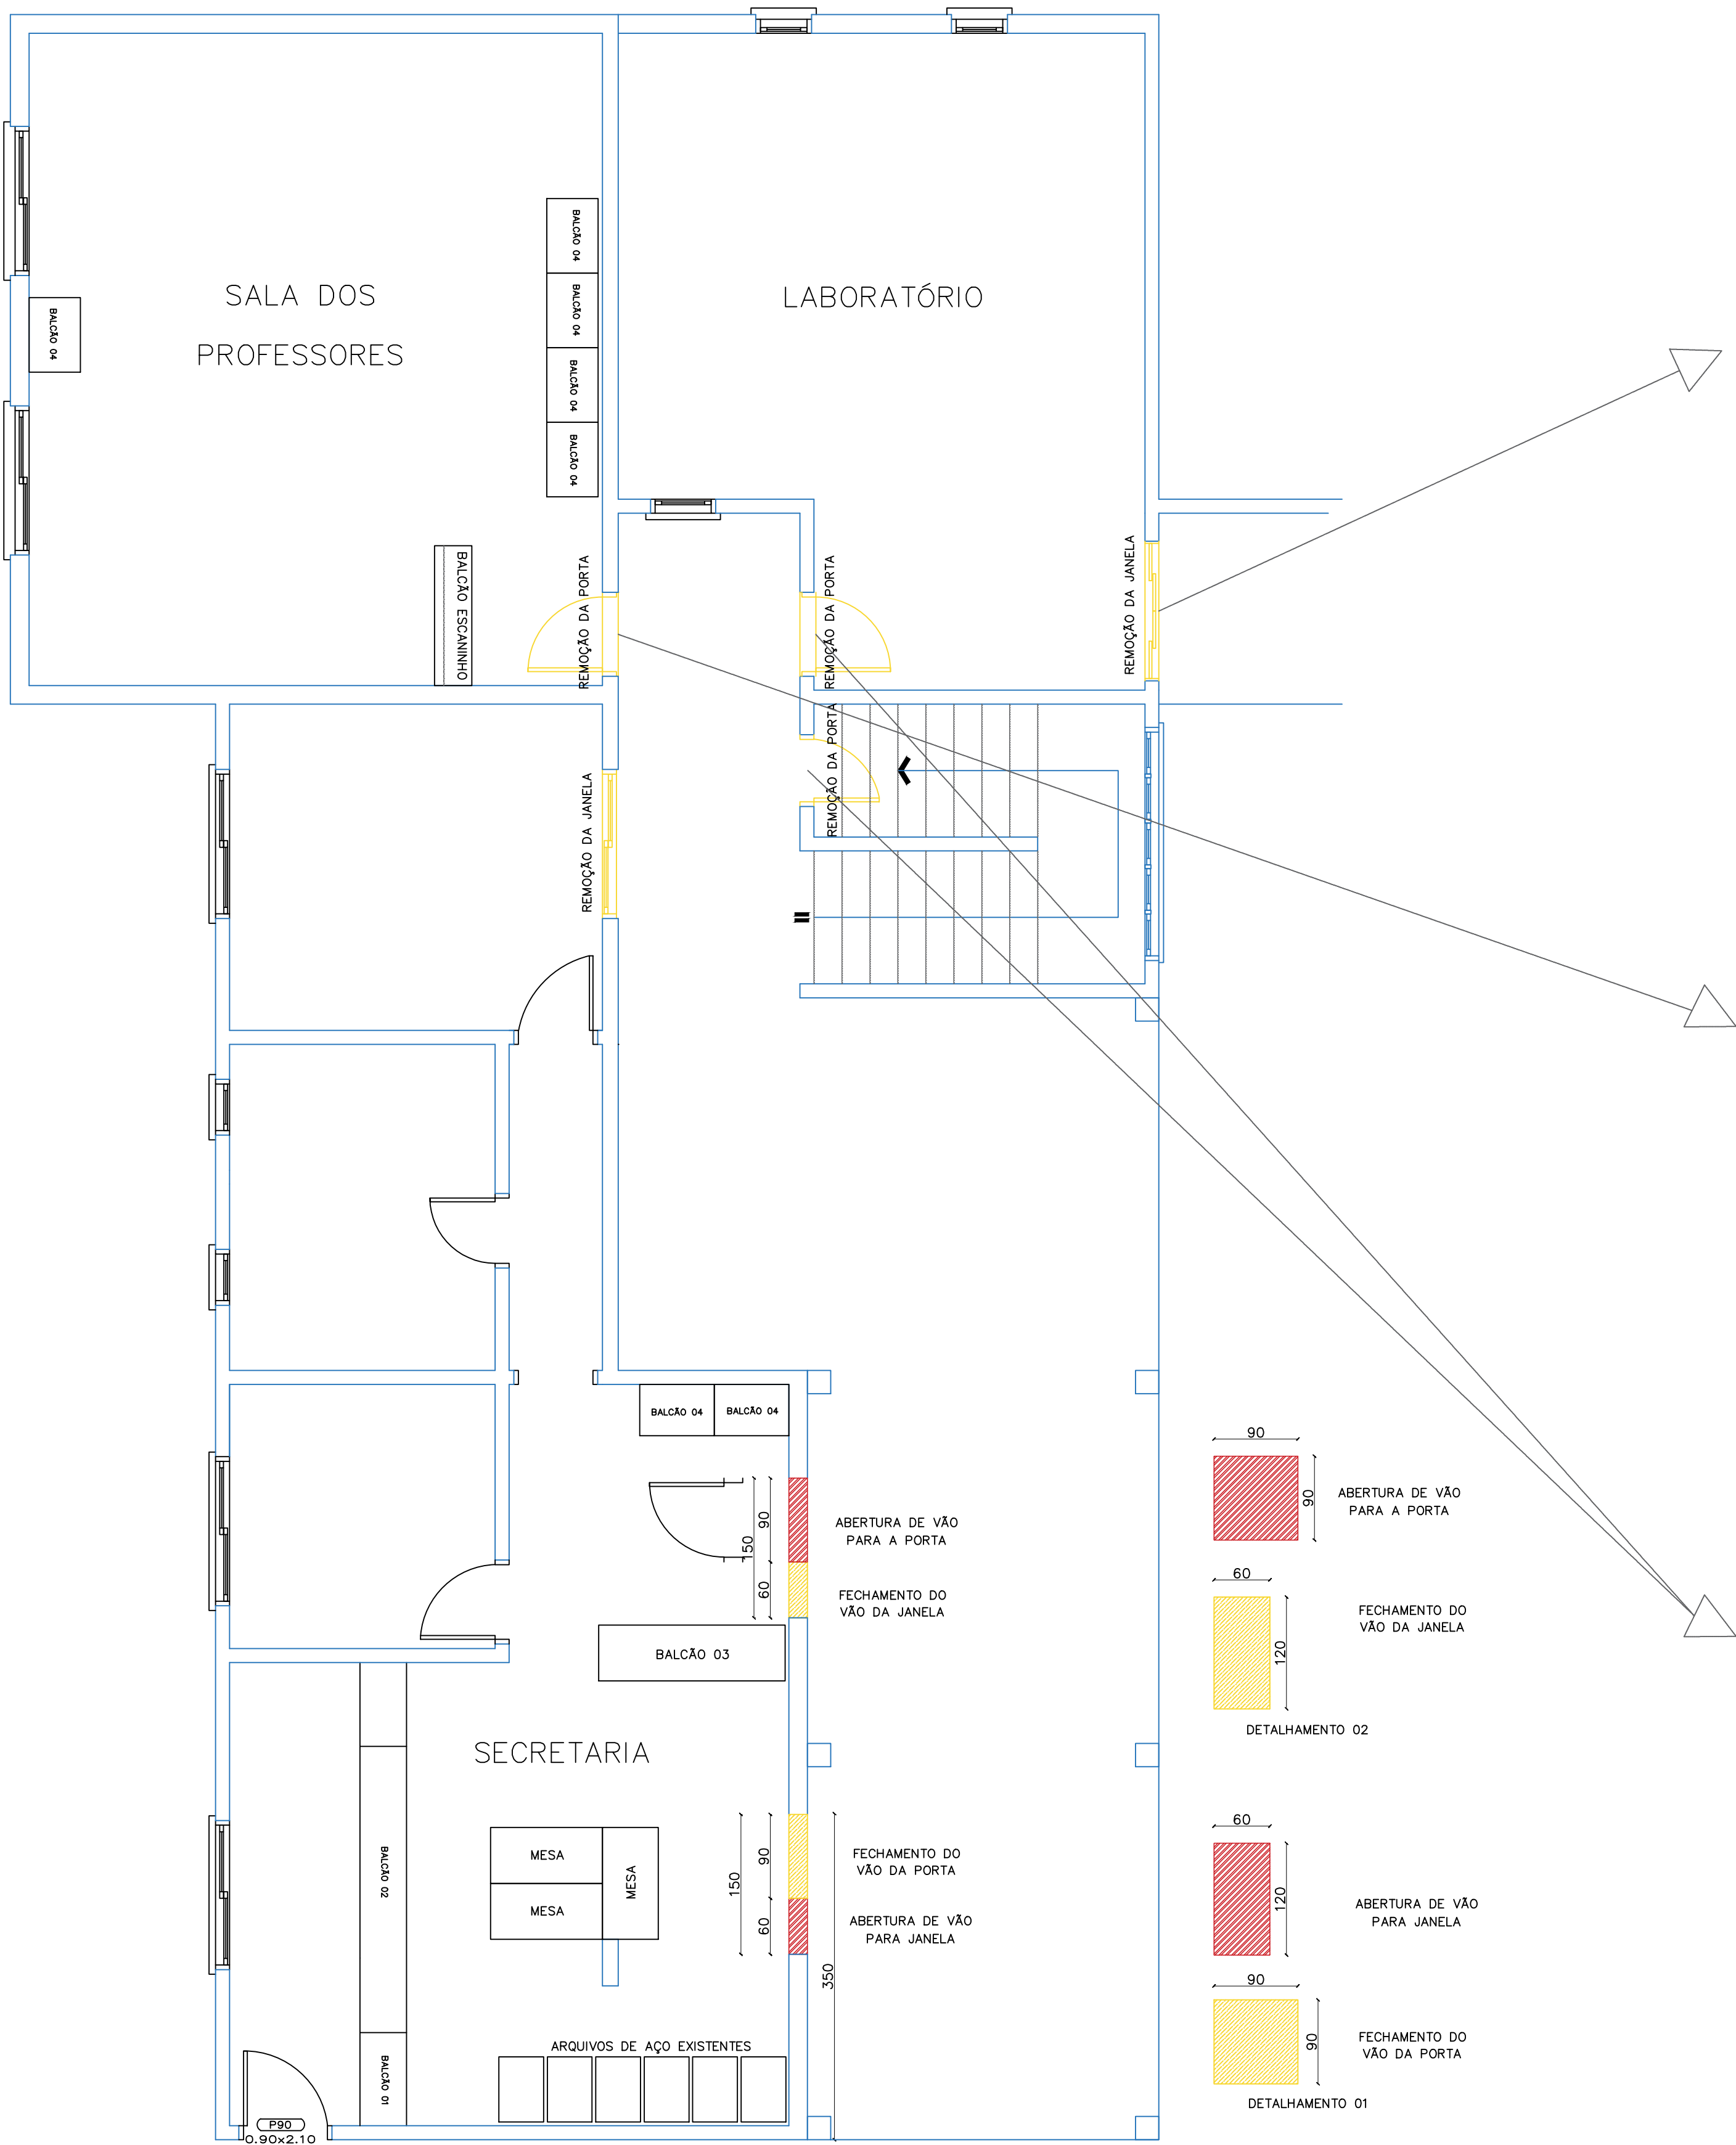 SALA DOS
PROFESSORES
LABORATÓRIO
BALCÃO 04
BALCÃO 04
BALCÃO 04
BALCÃO 04
BALCÃO 04
BALCÃO ESCANINHO
REMOÇÃO DA PORTA
REMOÇÃO DA PORTA
REMOÇÃO DA JANELA
REMOÇÃO DA PORTA
REMOÇÃO DA JANELA
BALCÃO 04
BALCÃO 04
150
90
60
ABERTURA DE VÃO
PARA A PORTA
FECHAMENTO DO
VÃO DA JANELA
BALCÃO 03
SECRETARIA
90
90
ABERTURA DE VÃO
PARA A PORTA
60
120
FECHAMENTO DO
VÃO DA JANELA
DETALHAMENTO 02
BALCÃO 02
MESA
MESA
MESA
150
90
60
350
FECHAMENTO DO
VÃO DA PORTA
ABERTURA DE VÃO
PARA JANELA
60
120
ABERTURA DE VÃO
PARA JANELA
90
90
FECHAMENTO DO
VÃO DA PORTA
DETALHAMENTO 01
ARQUIVOS DE AÇO EXISTENTES
BALCÃO 01
P90
0.90x2.10